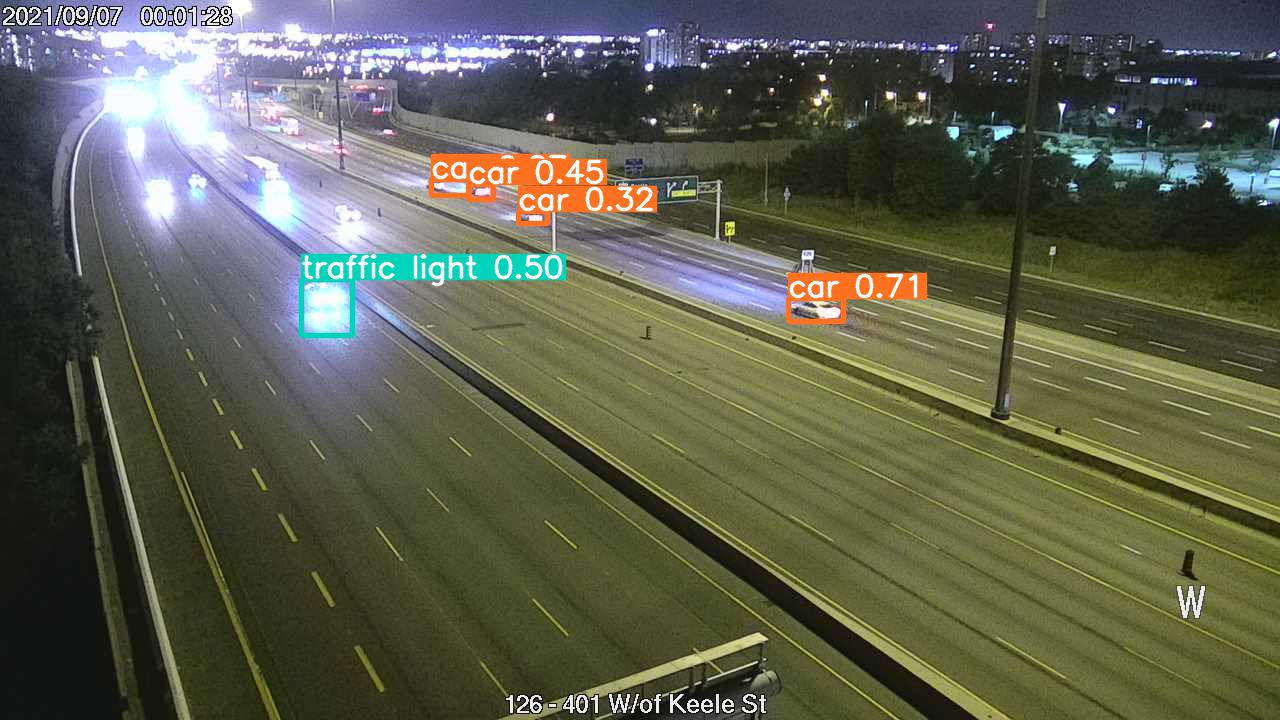 2021/09/07 00:01:28
ca
car 0.45
car 0.32
traffic light 0.50
car 0.71
W
126 - 401 W/of Keele St